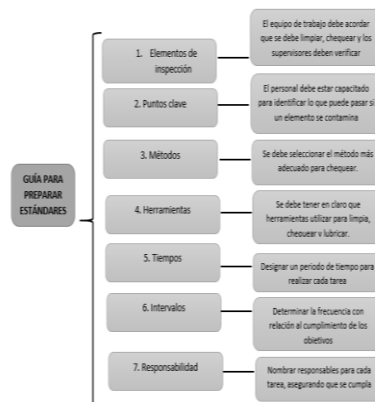 GUÍA PARA
PREPARAR
ESTÁNDARES
1. Elementos de
inspección
El equipo de trabajo debe acordar
que se debe limpiar, chequear y los
supervisores deben verificar
2. Puntos clave
El personal debe estar capacitado
para identificar lo que puede pasar si
un elemento se contamina
3. Métodos
Se debe seleccionar el método más
adecuado para chequear.
4. Herramientas
Se debe tener en claro que
herramientas utilizar para limpia,
chequear y lubricar.
5. Tiempos
Designar un periodo de tiempo para
realizar cada tarea
6. Intervalos
Determinar la frecuencia con
relación al cumplimiento de los
objetivos
7. Responsabilidad
Nombrar responsables para cada
tarea, asegurando que se cumpla